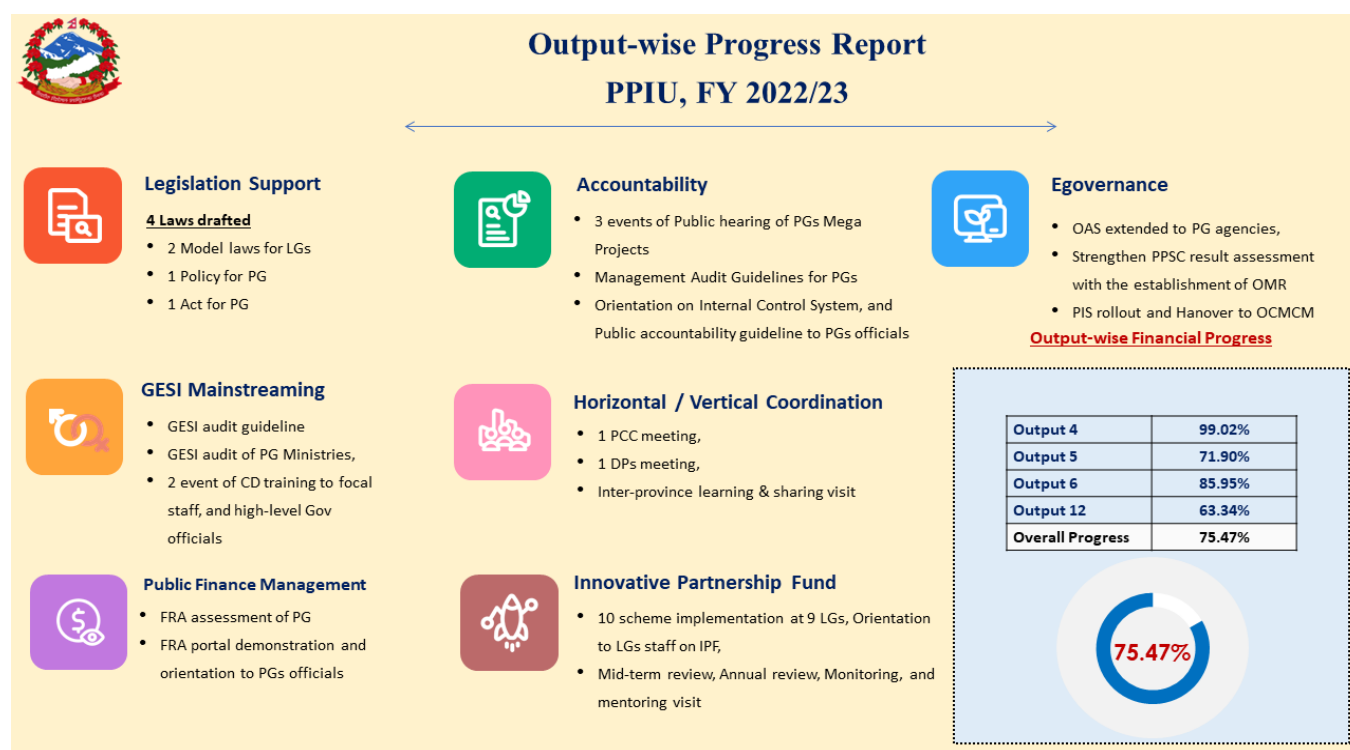 Output-wise Progress Report
PPIU, FY 2022/23
Legislation Support
4 Laws drafted
• 2 Model laws for LGs
• 1 Policy for PG
• 1 Act for PG
Accountability
• 3 events of Public hearing of PGs Mega
Projects
• Management Audit Guidelines for PGs
• Orientation on Internal Control System, and
Public accountability guideline to PGs officials
Egovernance
• OAS extended to PG agencies,
• Strengthen PPSC result assessment
with the establishment of OMR
• PIS rollout and Hanover to OCMCM
GESI Mainstreaming
• GESI audit guideline
• GESI audit of PG Ministries,
• 2 event of CD training to focal
staff, and high-level Gov
officials
Horizontal / Vertical Coordination
• 1 PCC meeting,
• 1 DPs meeting,
• Inter-province learning & sharing visit
Public Finance Management
• FRA assessment of PG
• FRA portal demonstration and
orientation to PGs officials
Innovative Partnership Fund
• 10 scheme implementation at 9 LGs, Orientation
to LGs staff on IPF,
• Mid-term review, Annual review, Monitoring, and
mentoring visit
Output-wise Financial Progress
Output 4 99.02%
Output 5 71.90%
Output 6 85.95%
Output 12 63.34%
Overall Progress 75.47%
75.47%